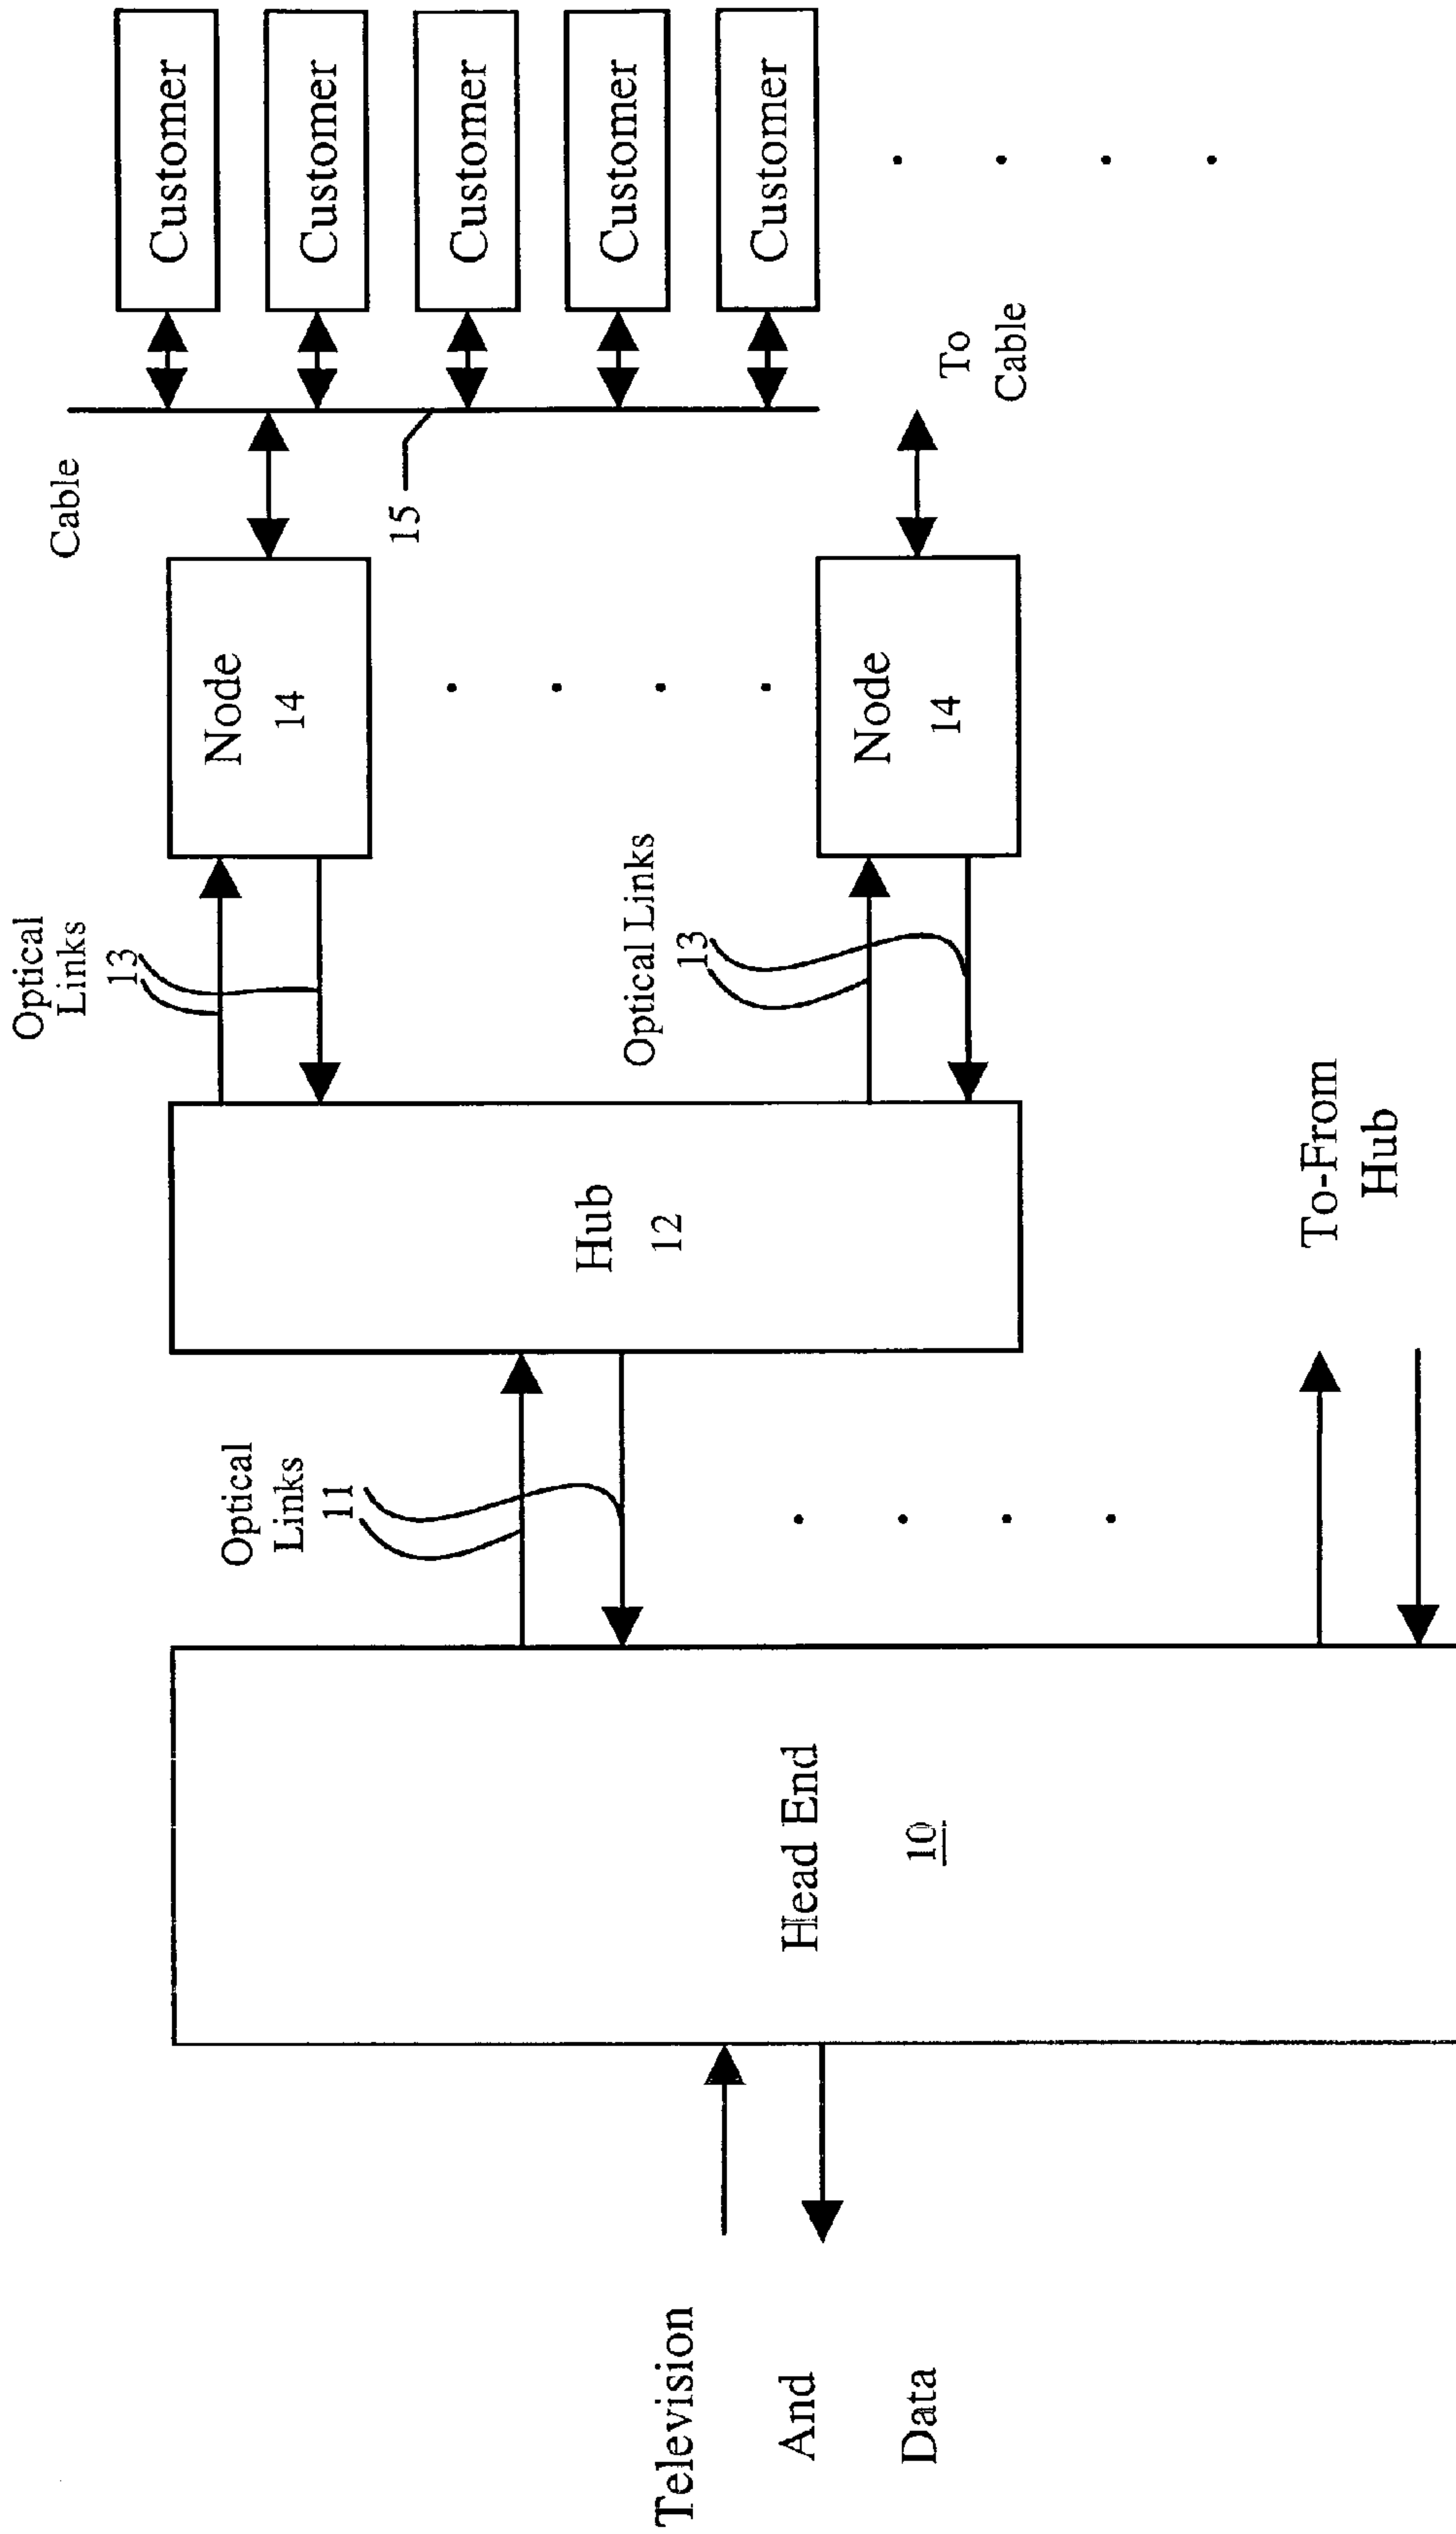 Television
And
Data
Head End
10
Optical
Links
11
Hub
12
To-From
Hub
Optical
Links
13
Optical Links
13
Node
14
Node
14
Cable
15
To
Cable
Customer
Customer
Customer
Customer
Customer